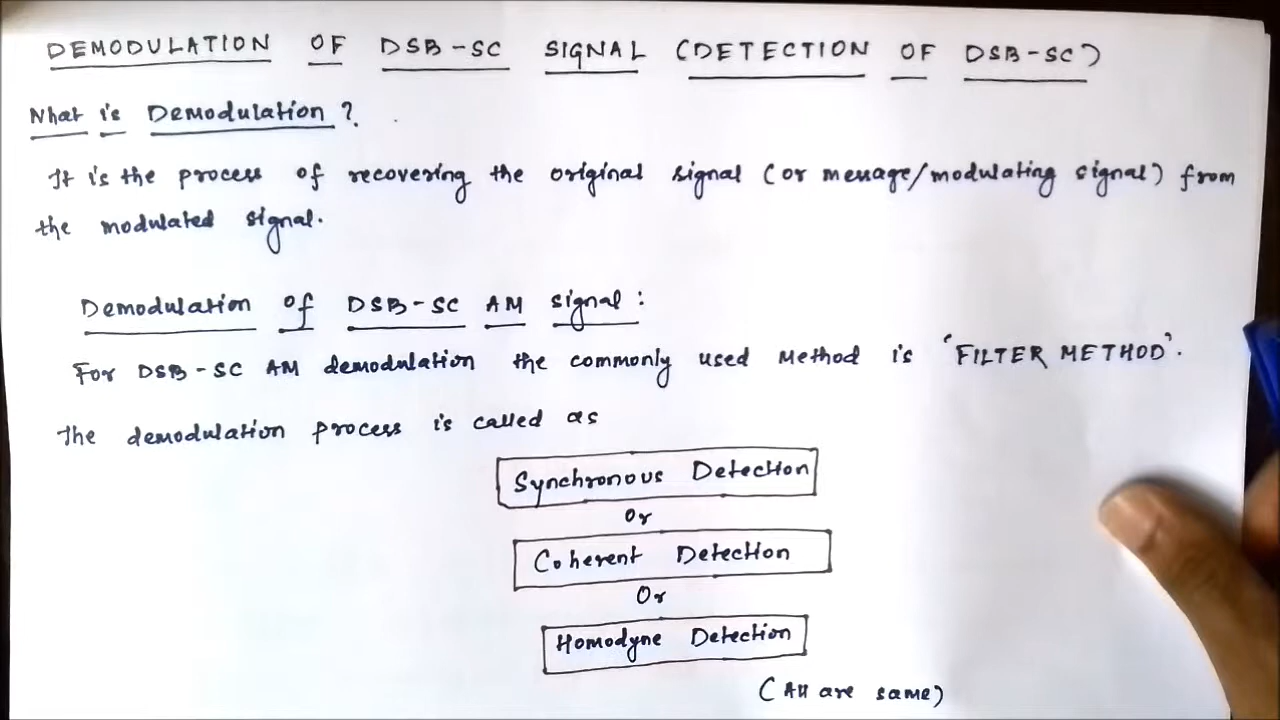 DEMODULATION OF DSB-SC SIGNAL (DETECTION OF DSB-SC)
What is Demodulation?
It is the process of recovering the original signal (or message/modulating signal) from
the modulated signal.
Demodulation of DSB-SC AM signal:
For DSB-SC AM demodulation the commonly used Method is 'FILTER METHOD'.
The demodulation process is called as
Synchronous Detection
Or
Coherent Detection
Or
Homodyne Detection
(All are same)